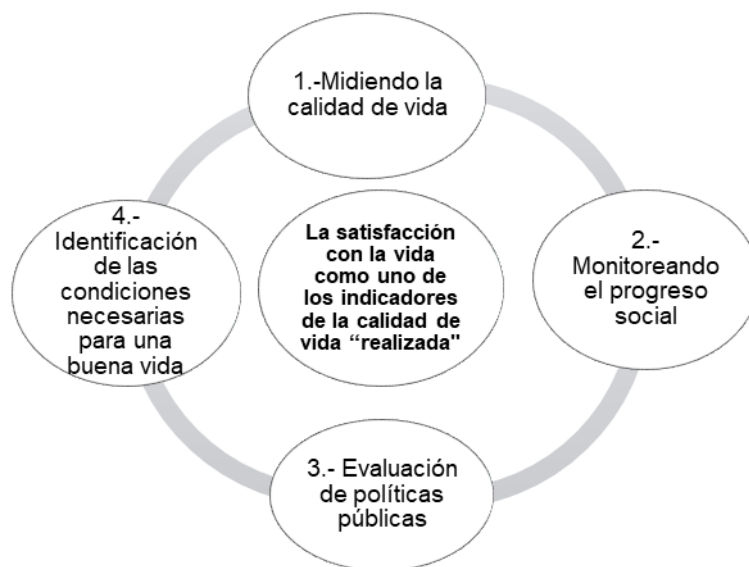 1.-Midiendo la
calidad de vida
2.-
Monitoreando
el progreso
social
3.- Evaluación
de políticas
públicas
4.-
Identificación
de las
condiciones
necesarias
para una
buena vida
La satisfacción
con la vida
como uno de
los indicadores
de la calidad de
vida “realizada"